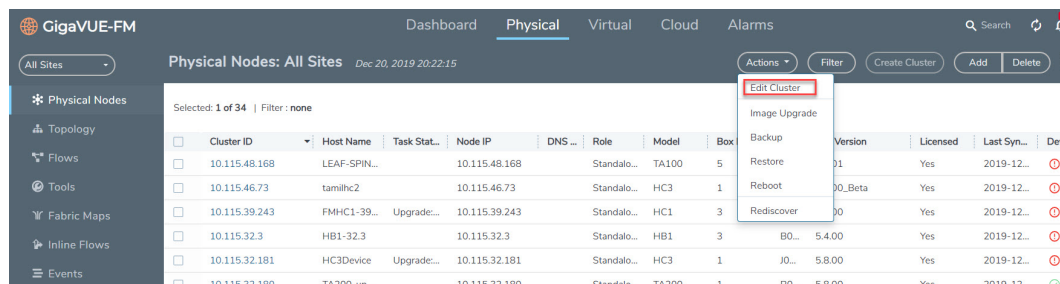 GigaVUE-FM Dashboard Physical Virtual Cloud Alarms Search
All Sites Physical Nodes: All Sites Dec 20, 2019 20:22:15 Actions Filter Create Cluster Add Delete
Edit Cluster
Physical Nodes Selected: 1 of 34 | Filter : none
Image Upgrade
Topology
Cluster ID Host Name Task Stat... Node IP DNS ... Role Model Box Backup Version Licensed Last Syn... De
Flows 10.115.48.168 LEAF-SPIN... 10.115.48.168 Standalo... TA100 5 Restore 01 Yes 2019-12...
Tools 10.115.46.73 tamilhc2 10.115.46.73 Standalo... HC3 1 Reboot 00_Beta Yes 2019-12...
Fabric Maps 10.115.39.243 FMHC1-39... Upgrade:... 10.115.39.243 Standalo... HC1 3 Rediscover 00 Yes 2019-12...
Inline Flows 10.115.32.3 HB1-32.3 10.115.32.3 Standalo... HB1 3 B0... 5.4.00 Yes 2019-12...
Events 10.115.32.181 HC3Device Upgrade:... 10.115.32.181 Standalo... HC3 1 J0... 5.8.00 Yes 2019-12...